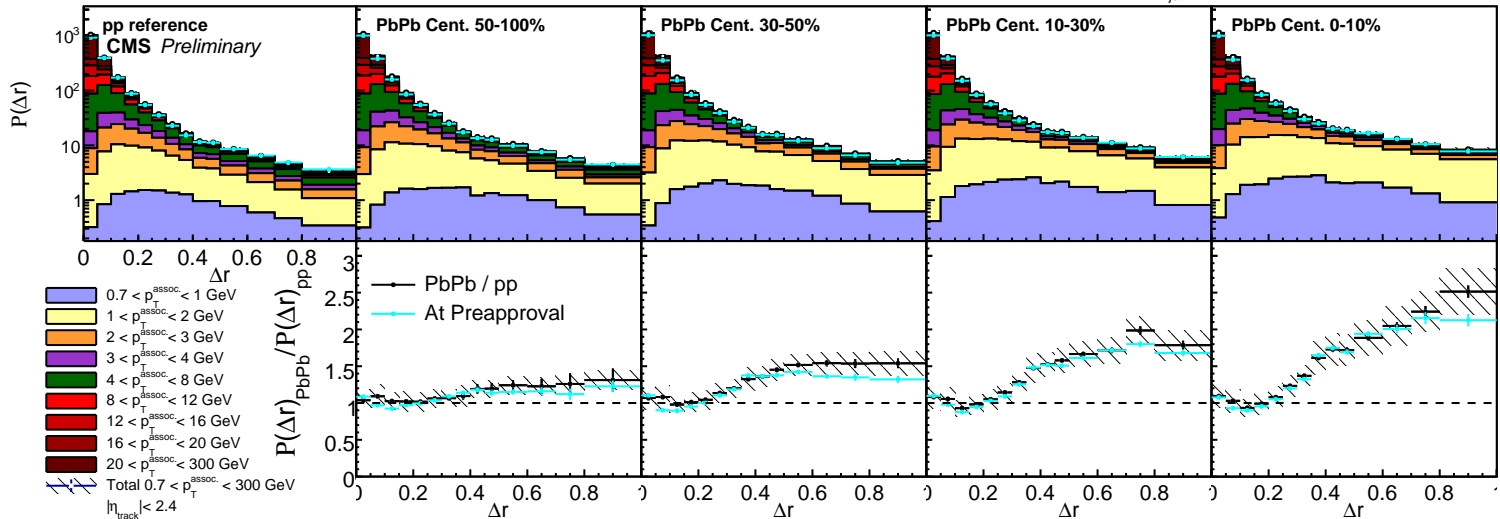 pp reference
CMS Preliminary
PbPb Cent. 50-100%
PbPb Cent. 30-50%
PbPb Cent. 10-30%
PbPb Cent. 0-10%
P(Δr)
10³
10²
10
1
0 0.2 0.4 0.6 0.8
Δr
0.7 < p_T^assoc. < 1 GeV
1 < p_T^assoc. < 2 GeV
2 < p_T^assoc. < 3 GeV
3 < p_T^assoc. < 4 GeV
4 < p_T^assoc. < 8 GeV
8 < p_T^assoc. < 12 GeV
12 < p_T^assoc. < 16 GeV
16 < p_T^assoc. < 20 GeV
20 < p_T^assoc. < 300 GeV
Total 0.7 < p_T^assoc. < 300 GeV
|η_track| < 2.4
P(Δr)_PbPb/P(Δr)_pp
3
2.5
2
1.5
1
0.5
0
PbPb / pp
At Preapproval
0 0.2 0.4 0.6 0.8
Δr
0.2 0.4 0.6 0.8
Δr
0.2 0.4 0.6 0.8
Δr
0.2 0.4 0.6 0.8 1
Δr